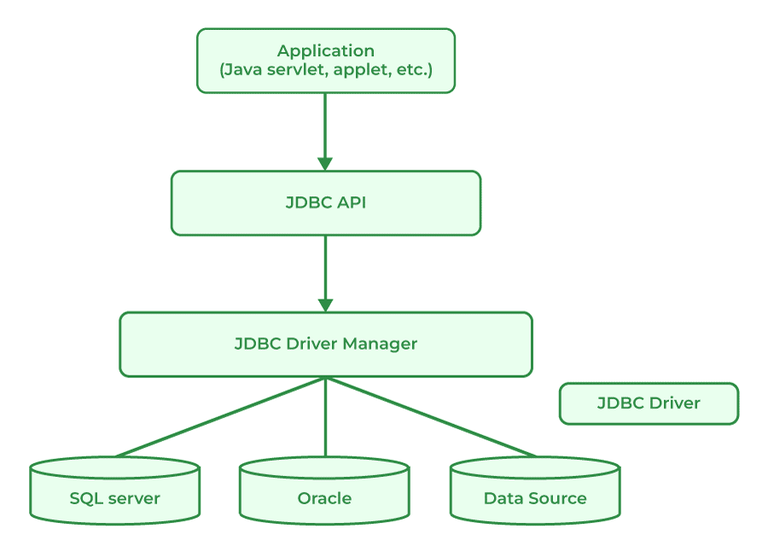 Application
(Java servlet, applet, etc.)
JDBC API
JDBC Driver Manager
JDBC Driver
SQL server
Oracle
Data Source